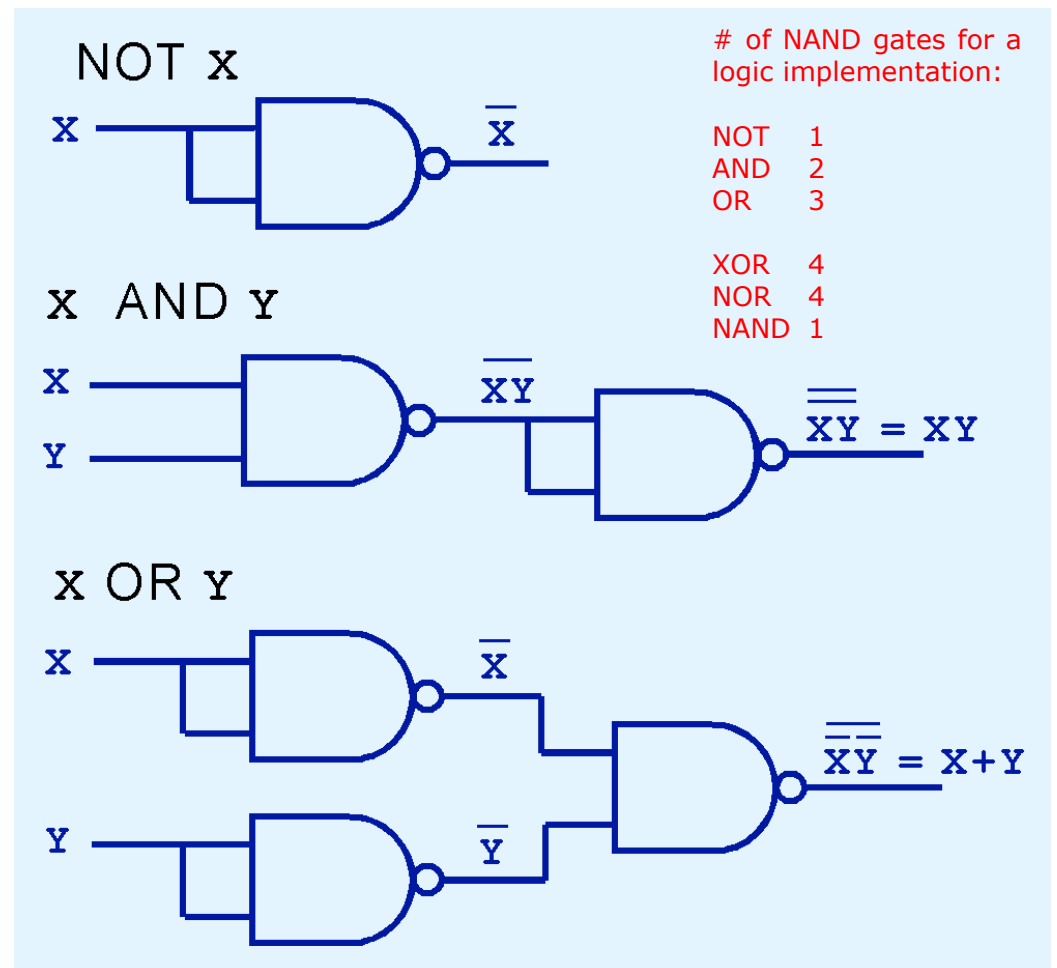 NOT X
# of NAND gates for a
logic implementation:
X
X̅
NOT 1
AND 2
OR 3
XOR 4
NOR 4
NAND 1
X AND Y
X
Y
X̅Y̅
X̿Y̿ = XY
X OR Y
X
X̅
X̿Y̿ = X+Y
Y
Y̅